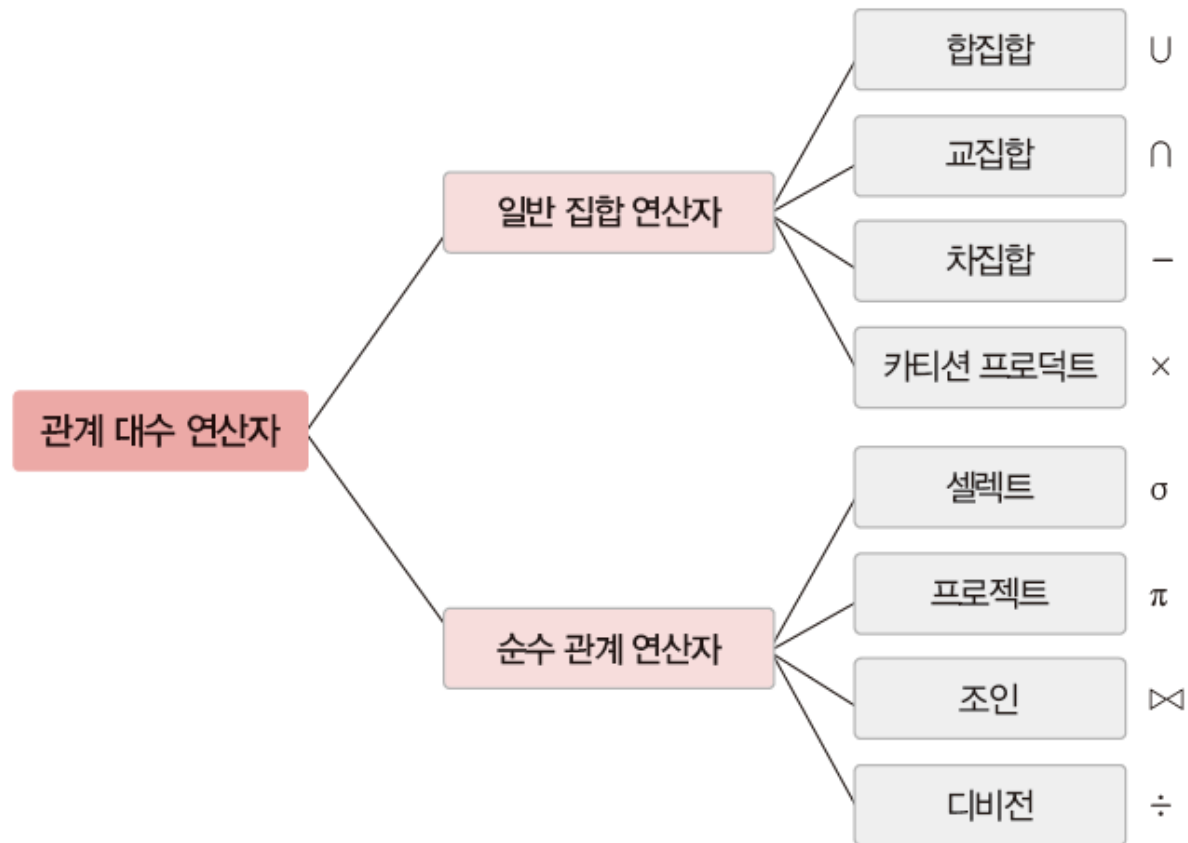 관계 대수 연산자
일반 집합 연산자
합집합 ∪
교집합 ∩
차집합 −
카티션 프로덕트 ×
순수 관계 연산자
셀렉트 σ
프로젝트 π
조인 ⋈
디비전 ÷